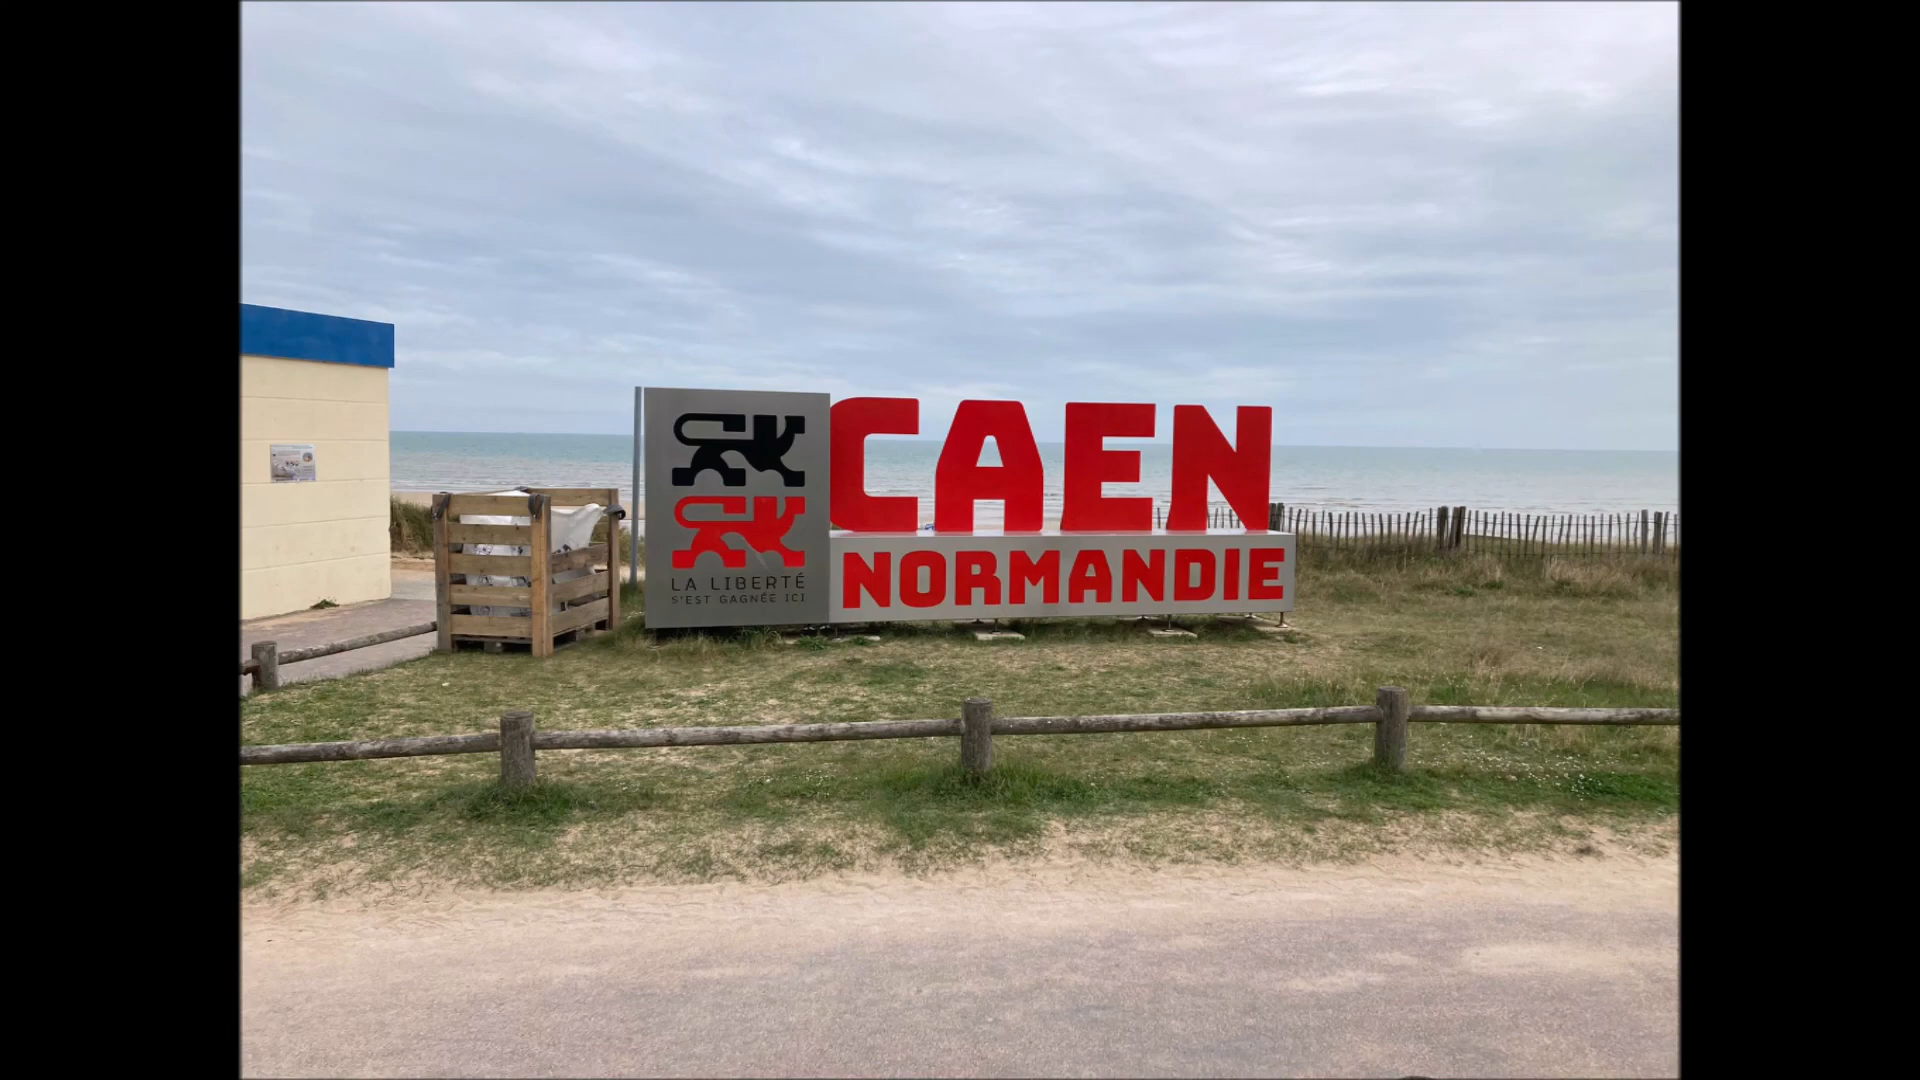 CAEN
NORMANDIE
LA LIBERTÉ
S'EST GAGNÉE ICI